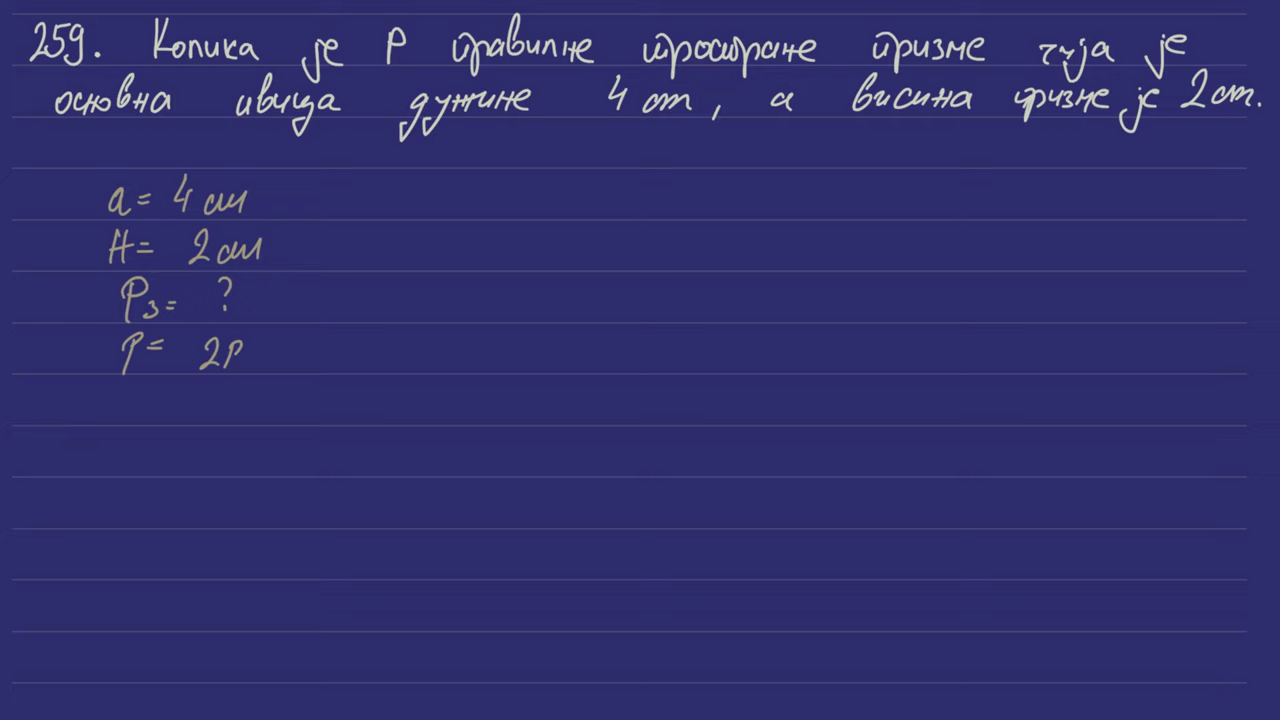 259. Колика је P правилне тростране призме чија је
основна ивица дужине 4 cm, а висина призме је 2 cm.
a = 4 cm
H = 2 cm
P₃ = ?
P = 2P